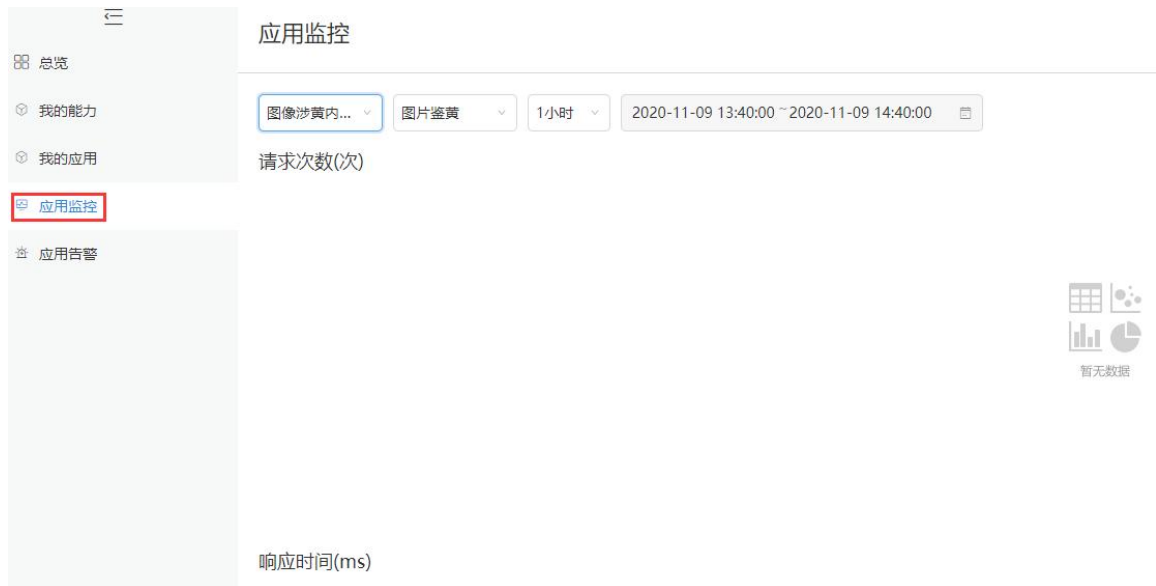 总览
我的能力
我的应用
应用监控
应用告警
应用监控
图像涉黄内... 图片鉴黄 1小时 2020-11-09 13:40:00 ~ 2020-11-09 14:40:00
请求次数(次)
暂无数据
响应时间(ms)